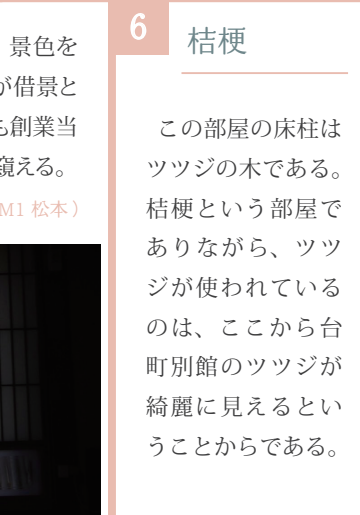 景色を
が借景と
も創業当
窺える。
M1 松本）
6
桔梗
この部屋の床柱は
ツツジの木である。
桔梗という部屋で
ありながら、ツツ
ジが使われている
のは、ここから台
町別館のツツジが
綺麗に見えるとい
うことからである。